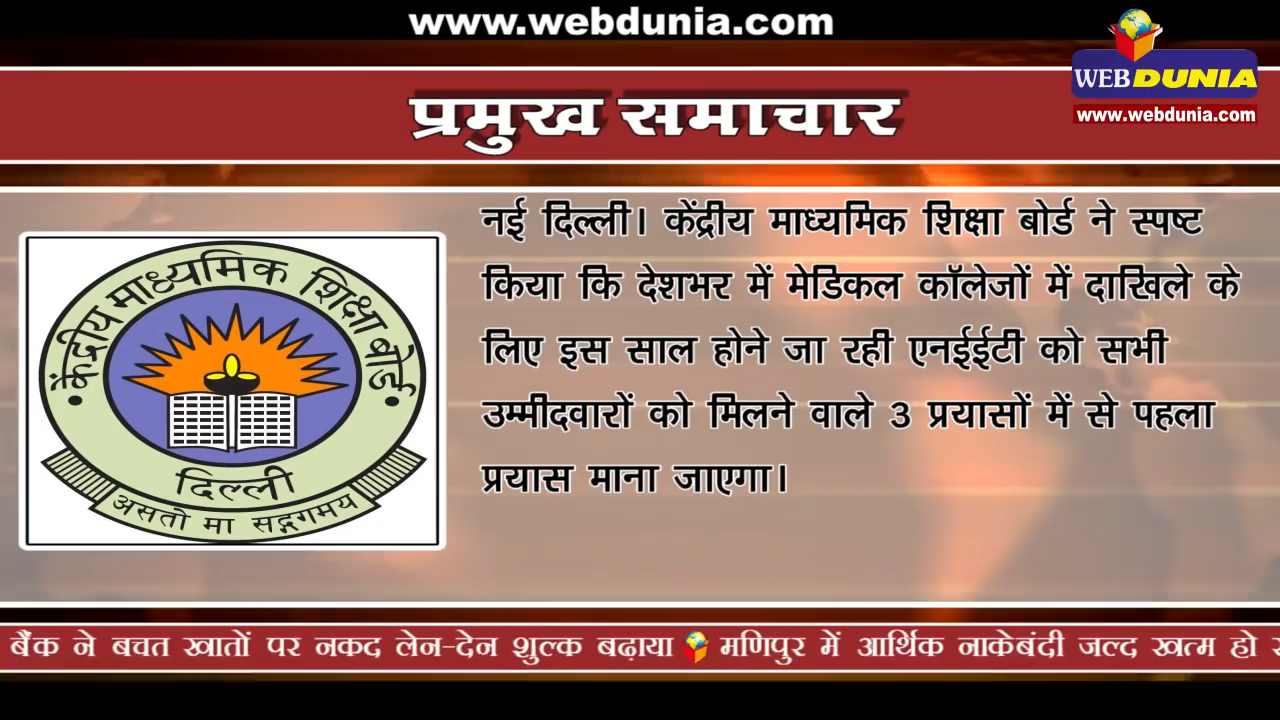 www.webdunia.com
WEBDUNIA
www.webdunia.com
प्रमुख समाचार
नई दिल्ली। केंद्रीय माध्यमिक शिक्षा बोर्ड ने स्पष्ट
किया कि देशभर में मेडिकल कॉलेजों में दाखिले के
लिए इस साल होने जा रही एनईईटी को सभी
उम्मीदवारों को मिलने वाले 3 प्रयासों में से पहला
प्रयास माना जाएगा।
केंद्रीय माध्यमिक शिक्षा बोर्ड
दिल्ली
असतो मा सद्गमय
बैंक ने बचत खातों पर नकद लेन-देन शुल्क बढ़ाया मणिपुर में आर्थिक नाकेबंदी जल्द खत्म हो